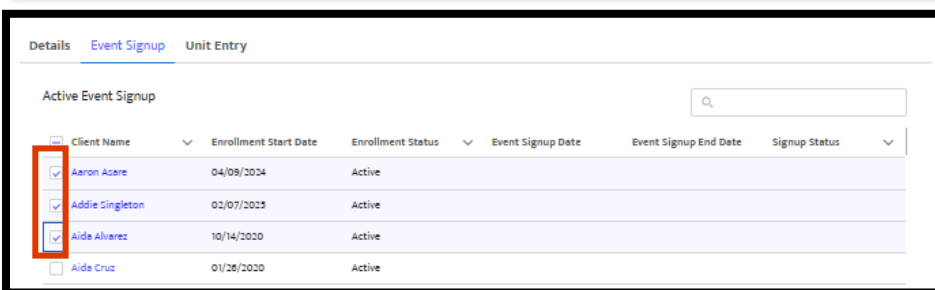 Details Event Signup Unit Entry
Active Event Signup
Client Name Enrollment Start Date Enrollment Status Event Signup Date Event Signup End Date Signup Status
Aaron Asare 04/09/2024 Active
Addie Singleton 02/07/2025 Active
Aida Alvarez 10/14/2020 Active
Aida Cruz 01/26/2020 Active